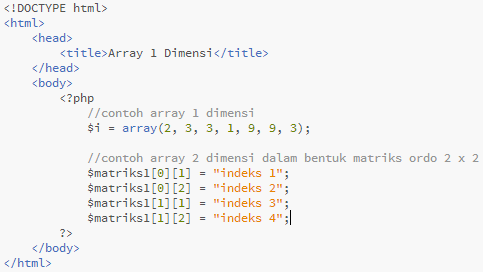 <!DOCTYPE html>
<html>
    <head>
        <title>Array 1 Dimensi</title>
    </head>
    <body>
        <?php
            //contoh array 1 dimensi
            $i = array(2, 3, 3, 1, 9, 9, 3);

            //contoh array 2 dimensi dalam bentuk matriks ordo 2 x 2
            $matriks1[0][1] = "indeks 1";
            $matriks1[0][2] = "indeks 2";
            $matriks1[1][1] = "indeks 3";
            $matriks1[1][2] = "indeks 4";
        ?>
    </body>
</html>